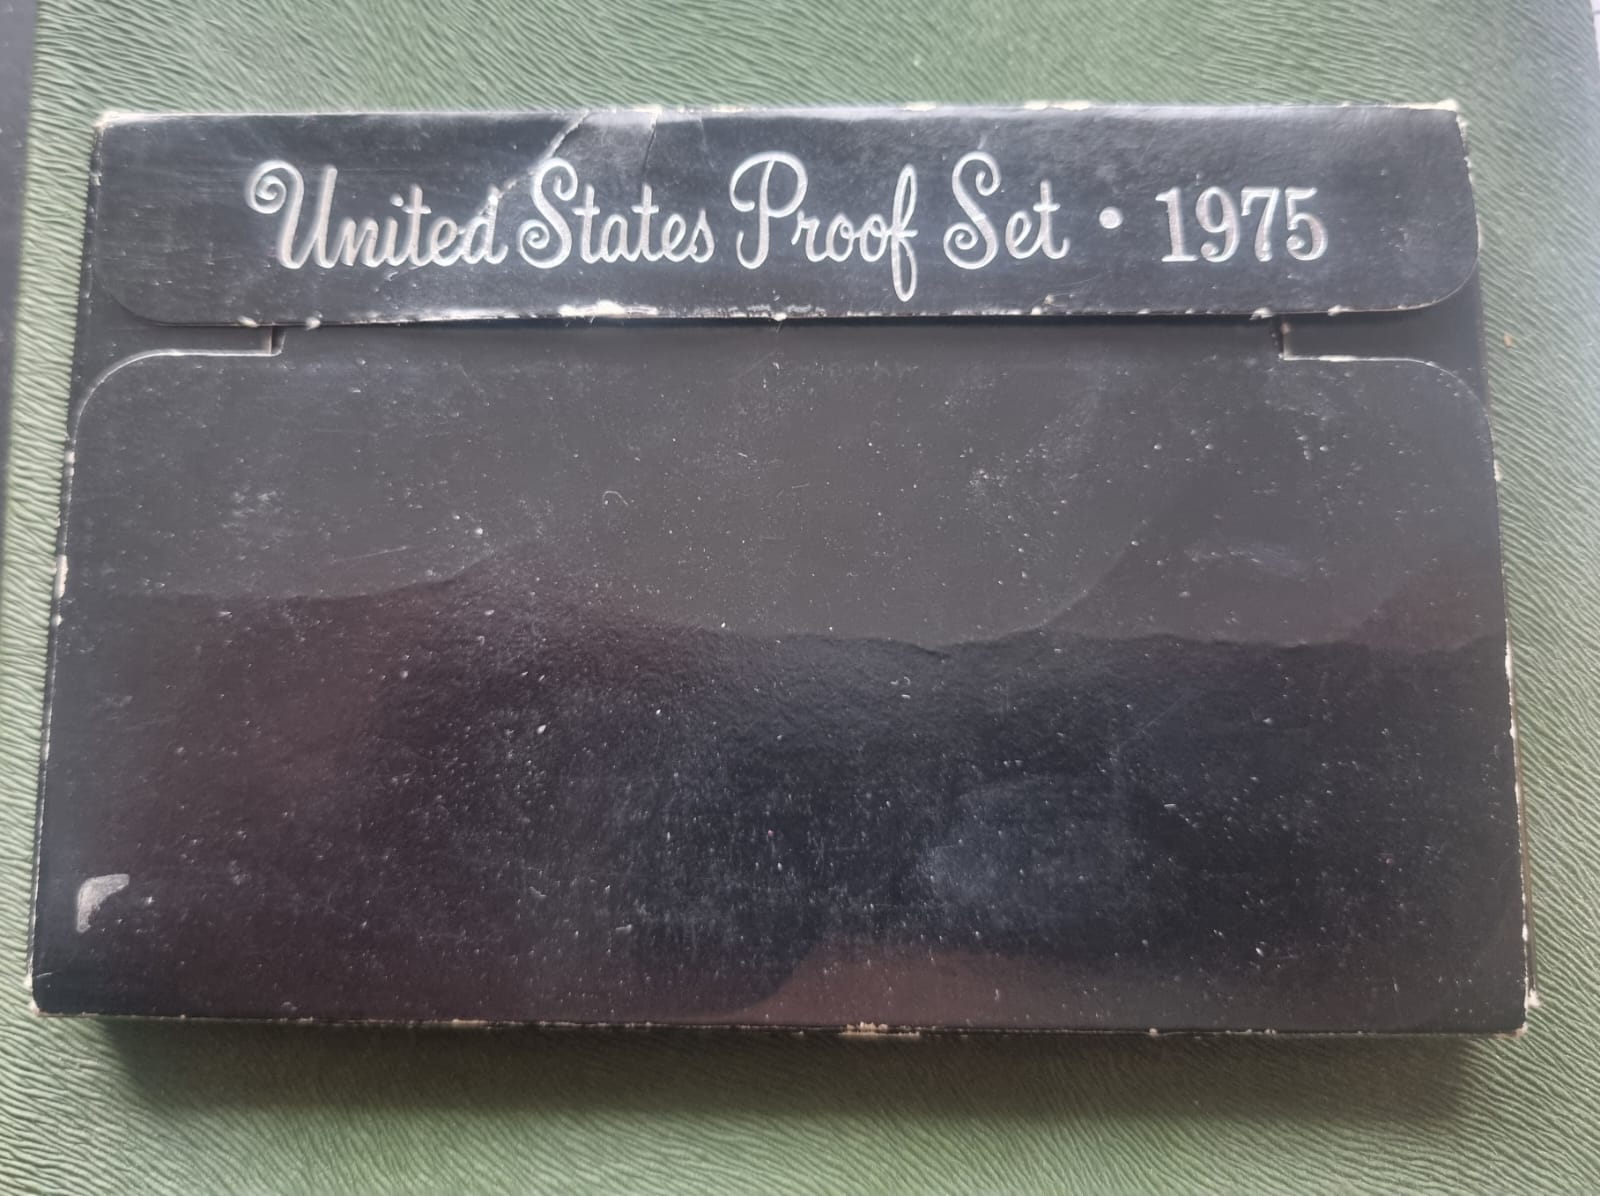 United States Proof Set • 1975